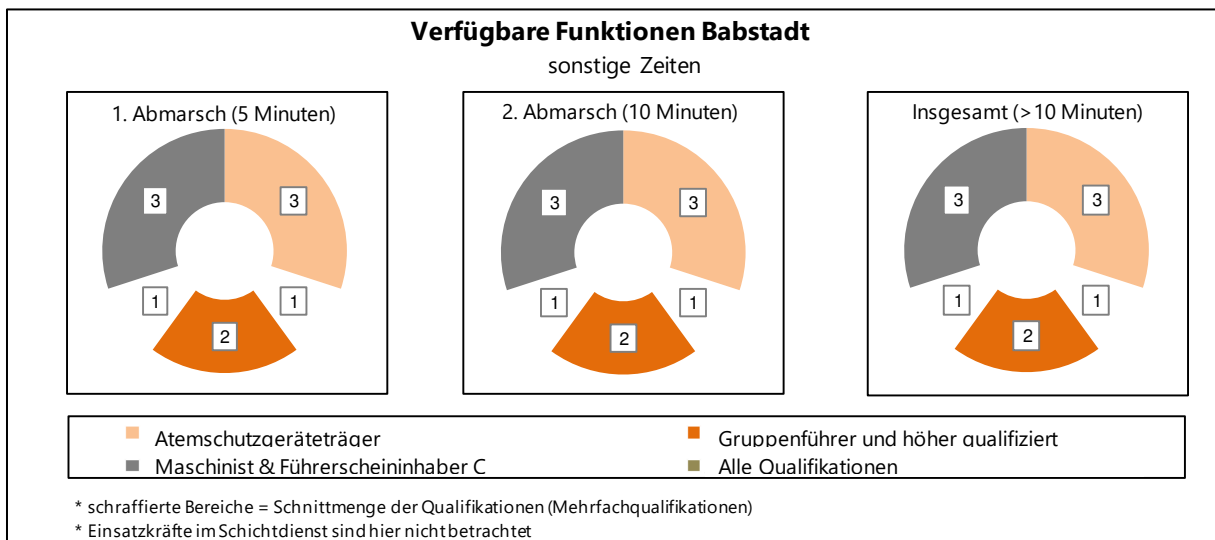 Verfügbare Funktionen Babstadt
sonstige Zeiten
1. Abmarsch (5 Minuten)
3
3
1
1
2
2. Abmarsch (10 Minuten)
3
3
1
1
2
Insgesamt (>10 Minuten)
3
3
1
1
2
Atemschutzgeräteträger
Gruppenführer und höher qualifiziert
Maschinist & Führerscheininhaber C
Alle Qualifikationen
* schraffierte Bereiche = Schnittmenge der Qualifikationen (Mehrfachqualifikationen)
* Einsatzkräfte im Schichtdienst sind hier nicht betrachtet